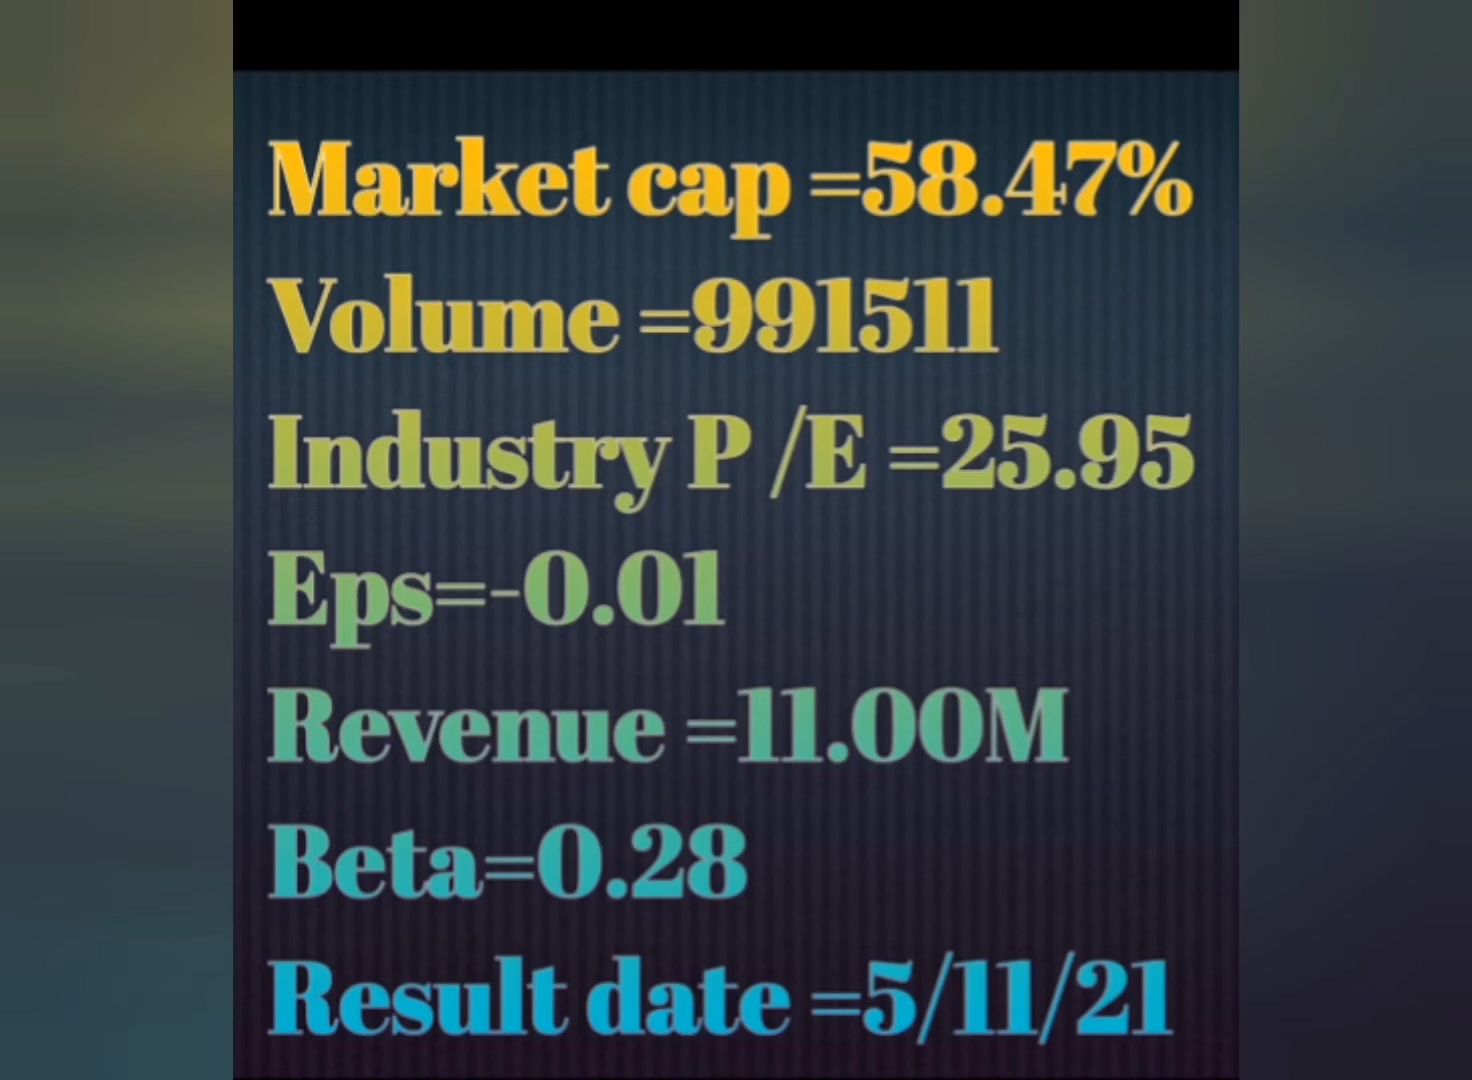 Market cap =58.47%
Volume =991511
Industry P /E =25.95
Eps=-0.01
Revenue =11.00M
Beta=0.28
Result date =5/11/21